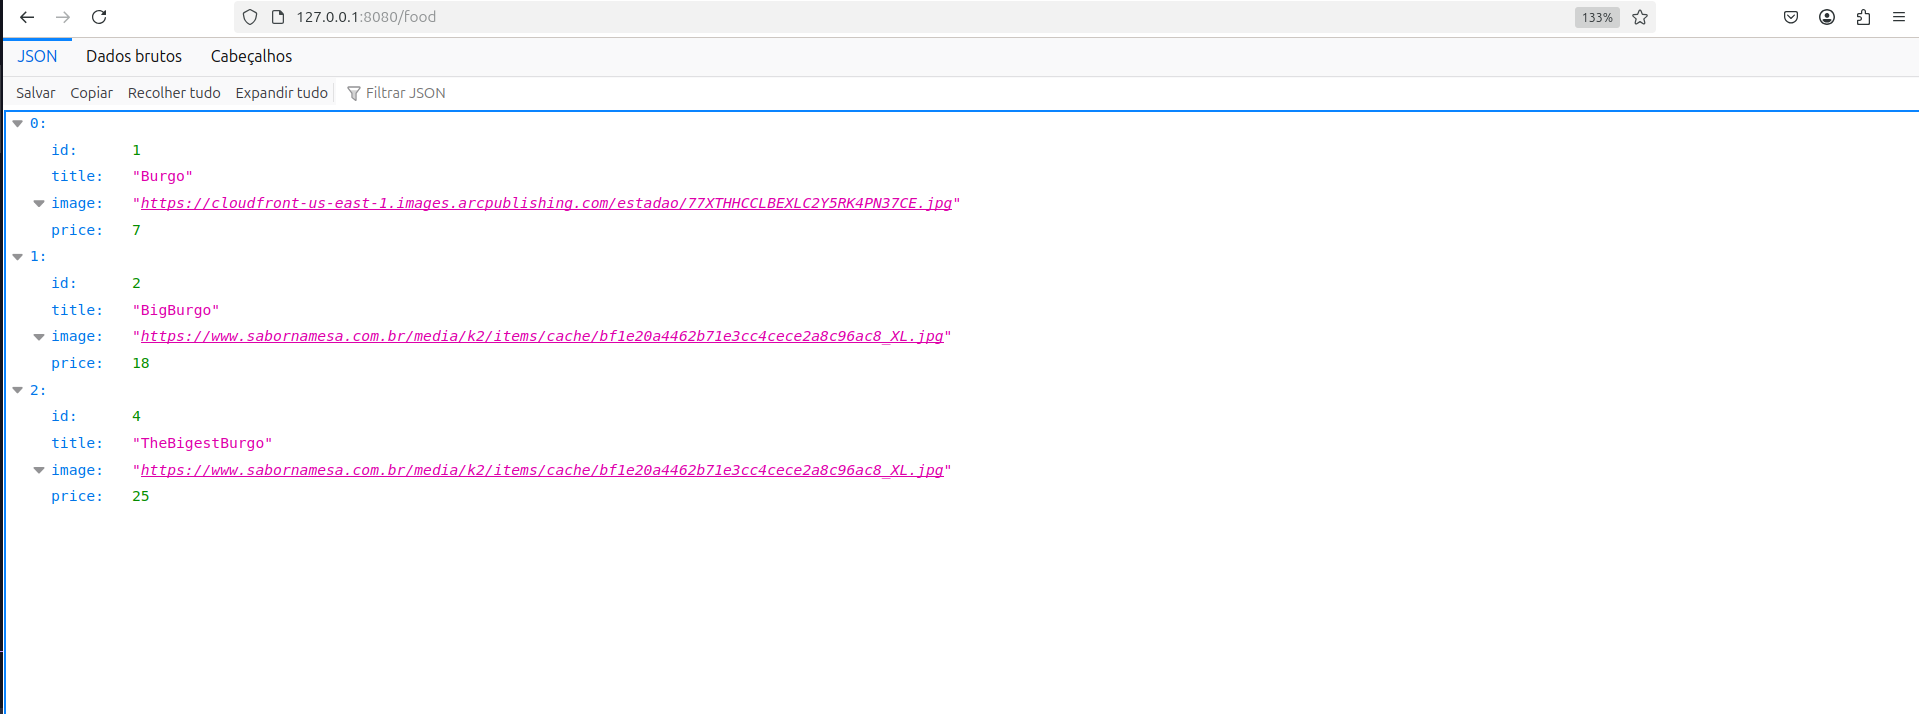 127.0.0.1:8080/food
133%
JSON Dados brutos Cabeçalhos
Salvar Copiar Recolher tudo Expandir tudo Filtrar JSON
0:
id: 1
title: "Burgo"
image: "https://cloudfront-us-east-1.images.arcpublishing.com/estadao/77XTHHCCLBEXLC2Y5RK4PN37CE.jpg"
price: 7
1:
id: 2
title: "BigBurgo"
image: "https://www.sabornamesa.com.br/media/k2/items/cache/bf1e20a4462b71e3cc4cece2a8c96ac8_XL.jpg"
price: 18
2:
id: 4
title: "TheBigestBurgo"
image: "https://www.sabornamesa.com.br/media/k2/items/cache/bf1e20a4462b71e3cc4cece2a8c96ac8_XL.jpg"
price: 25